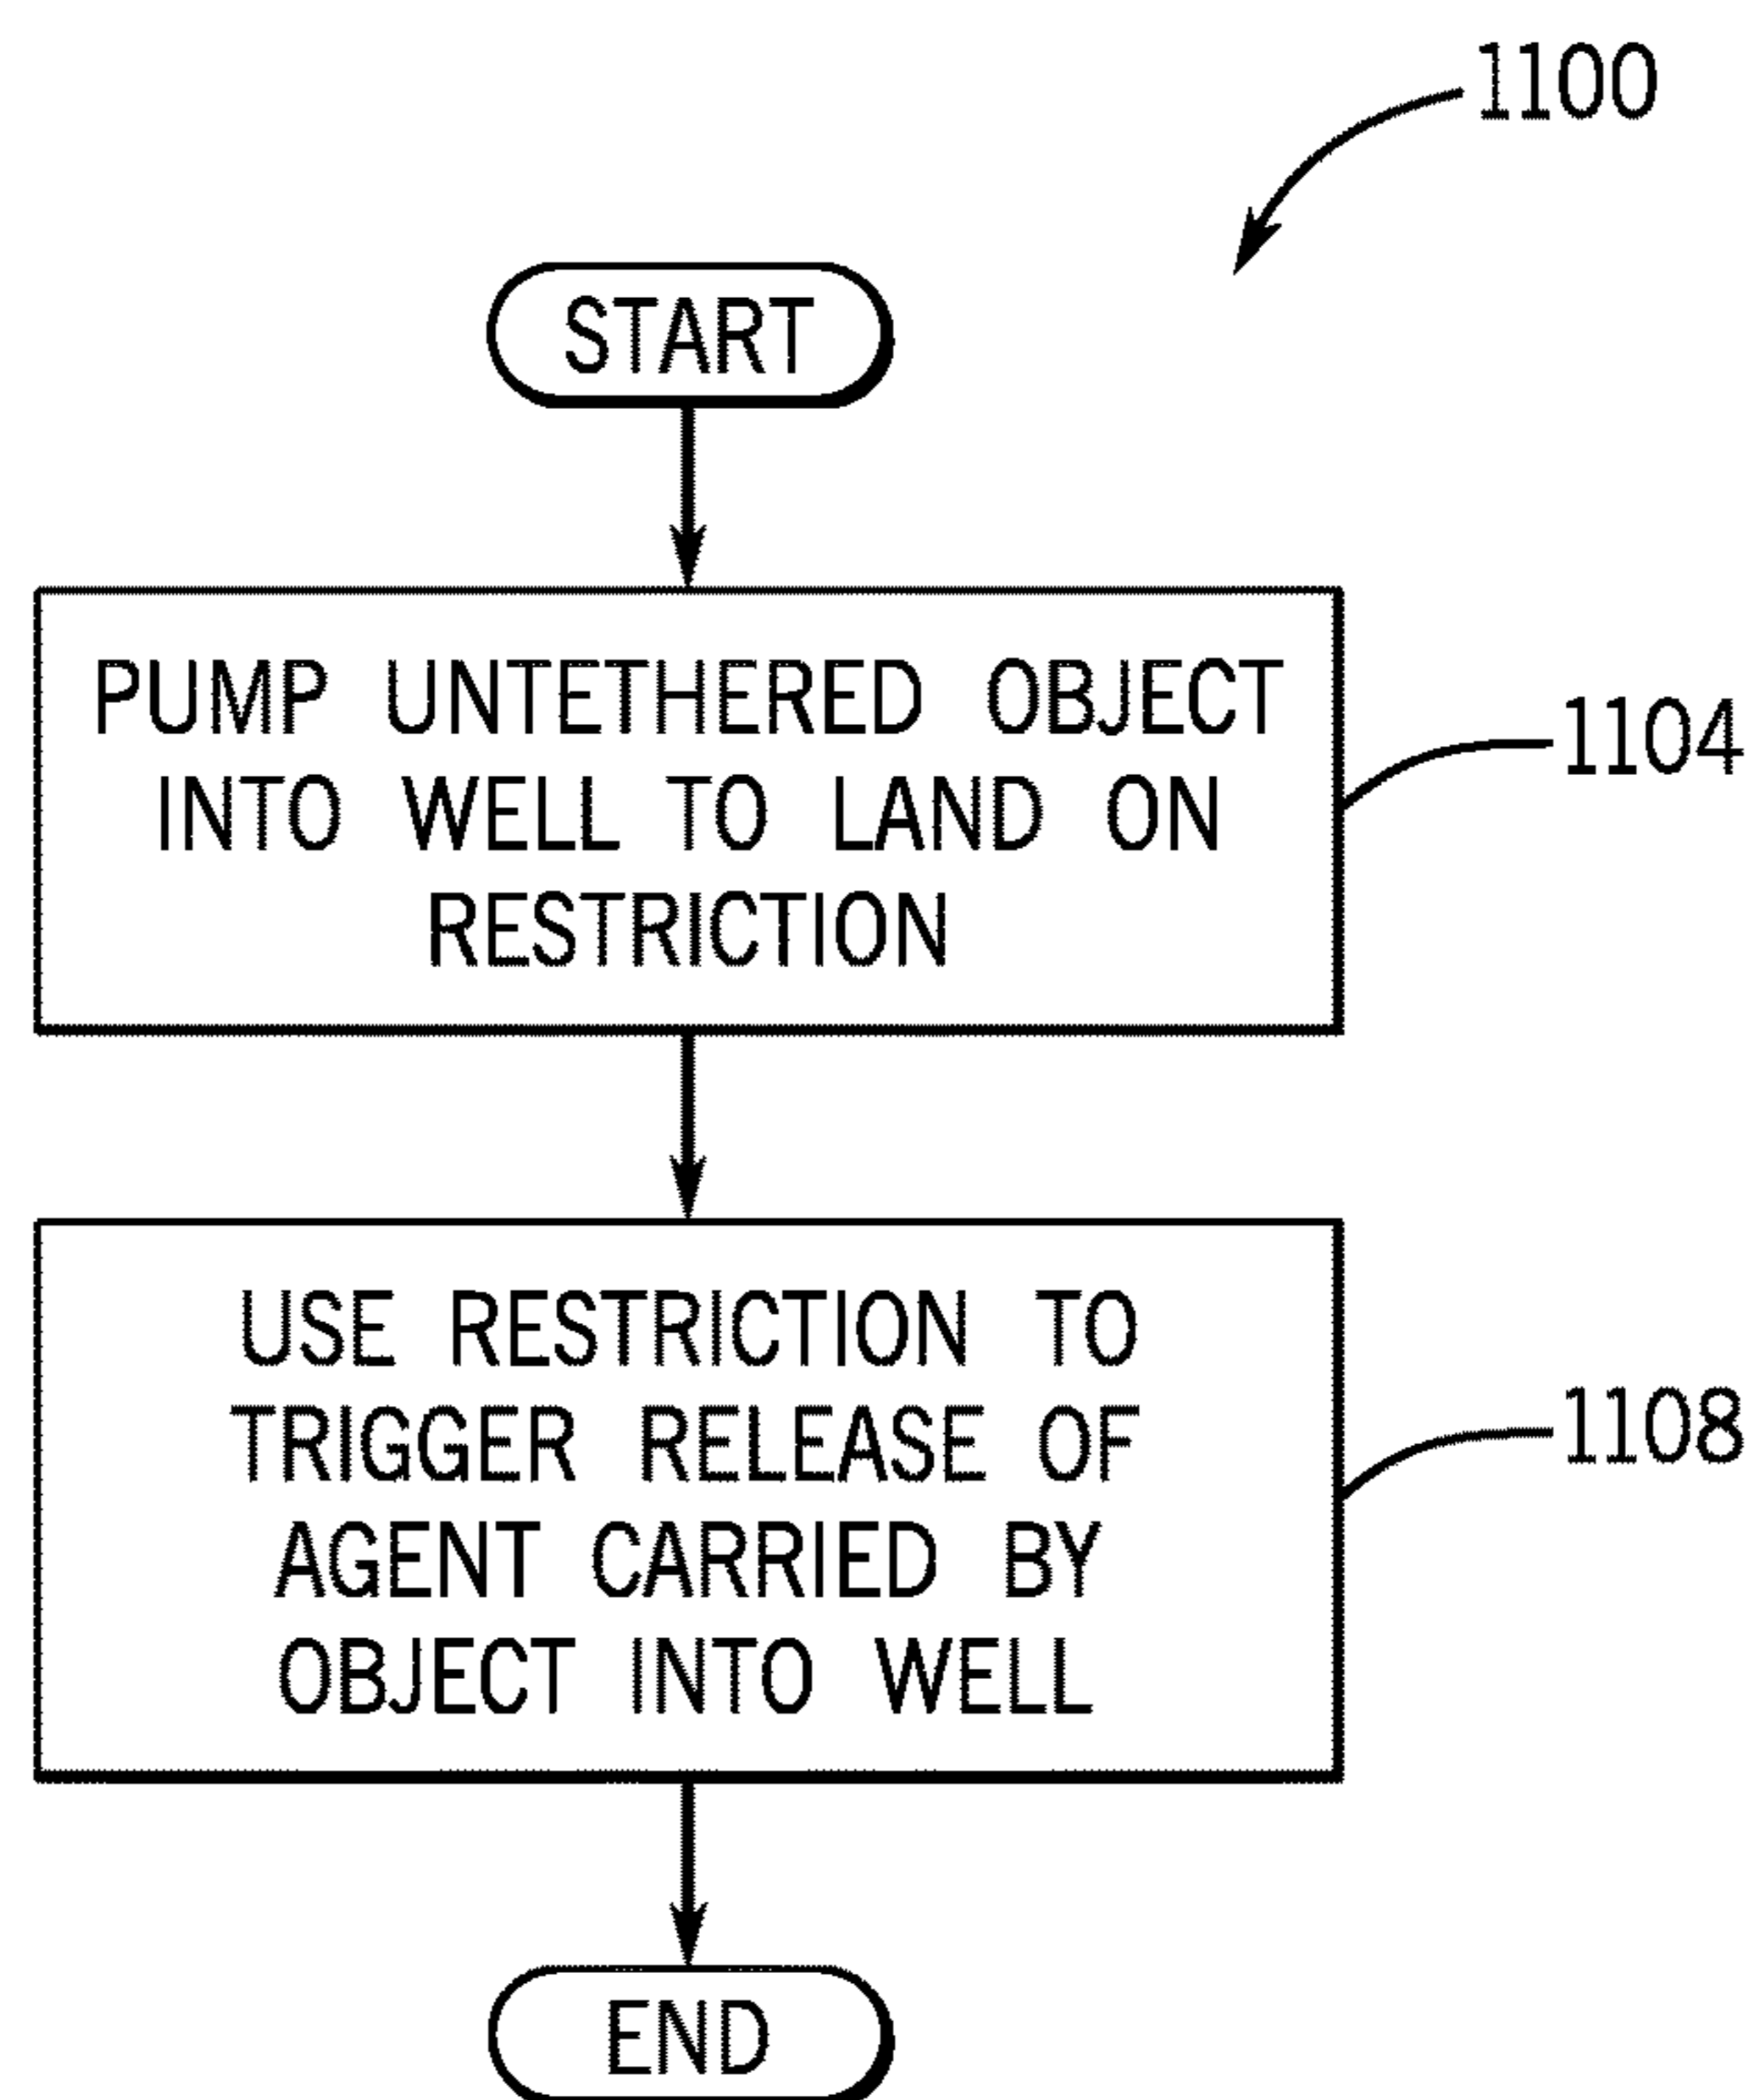 1100
START
PUMP UNTETHERED OBJECT
INTO WELL TO LAND ON
RESTRICTION
1104
USE RESTRICTION TO
TRIGGER RELEASE OF
AGENT CARRIED BY
OBJECT INTO WELL
1108
END